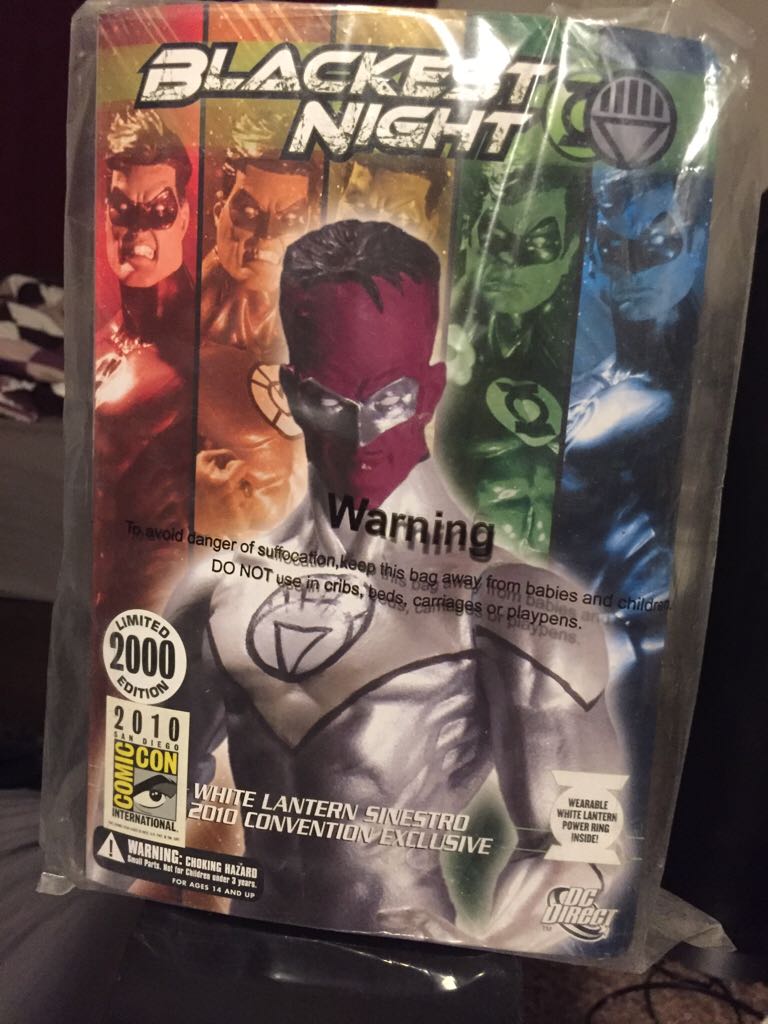 BLACKEST
NIGHT
Warning
To avoid danger of suffocation, keep this bag away from babies and children.
DO NOT use in cribs, beds, carriages or playpens.
LIMITED
2000
EDITION
2010
SAN DIEGO
COMIC
CON
INTERNATIONAL
WHITE LANTERN SINESTRO
2010 CONVENTION EXCLUSIVE
WEARABLE
WHITE LANTERN
POWER RING
INSIDE!
WARNING: CHOKING HAZARD
Small Parts. Not for Children under 3 years.
FOR AGES 14 AND UP
DC
DIRECT
TM